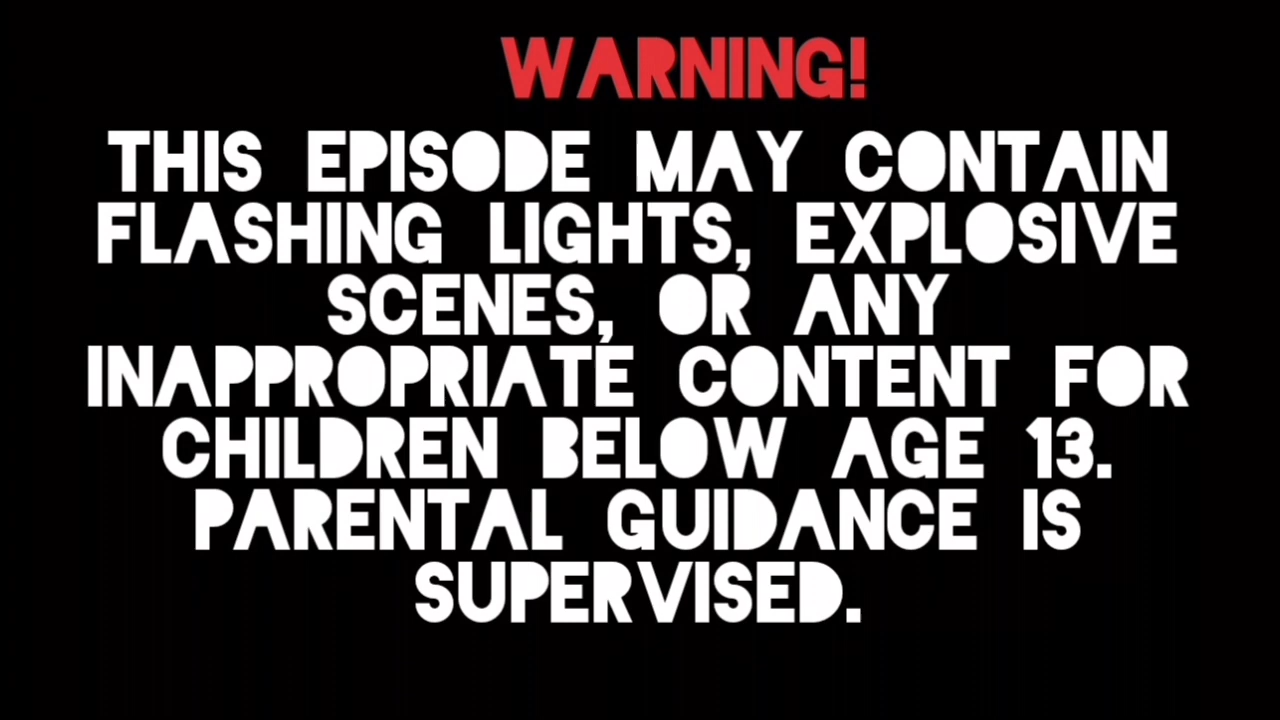 WARNING!
THIS EPISODE MAY CONTAIN
FLASHING LIGHTS, EXPLOSIVE
SCENES, OR ANY
INAPPROPRIATE CONTENT FOR
CHILDREN BELOW AGE 13.
PARENTAL GUIDANCE IS
SUPERVISED.